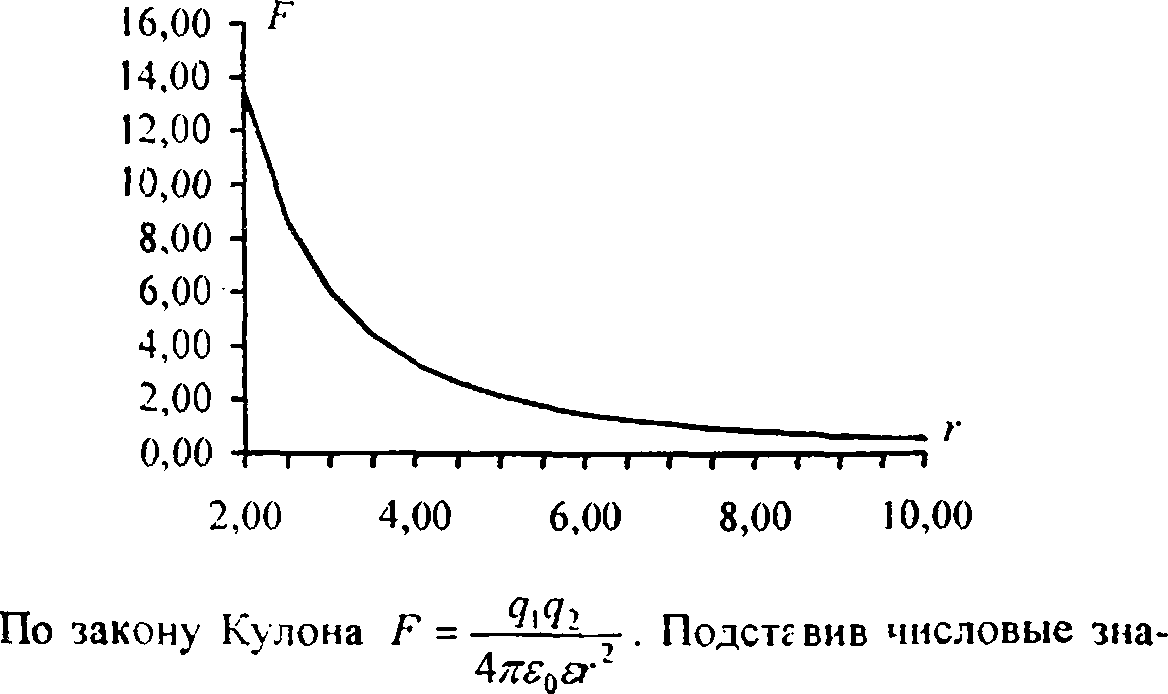 16,00 F
14,00
12,00
10,00
8,00
6,00
4,00
2,00
0,00 r
2,00 4,00 6,00 8,00 10,00
По закону Кулона F = q₁q₂ / 4πε₀εr² . Подставив числовые зна-